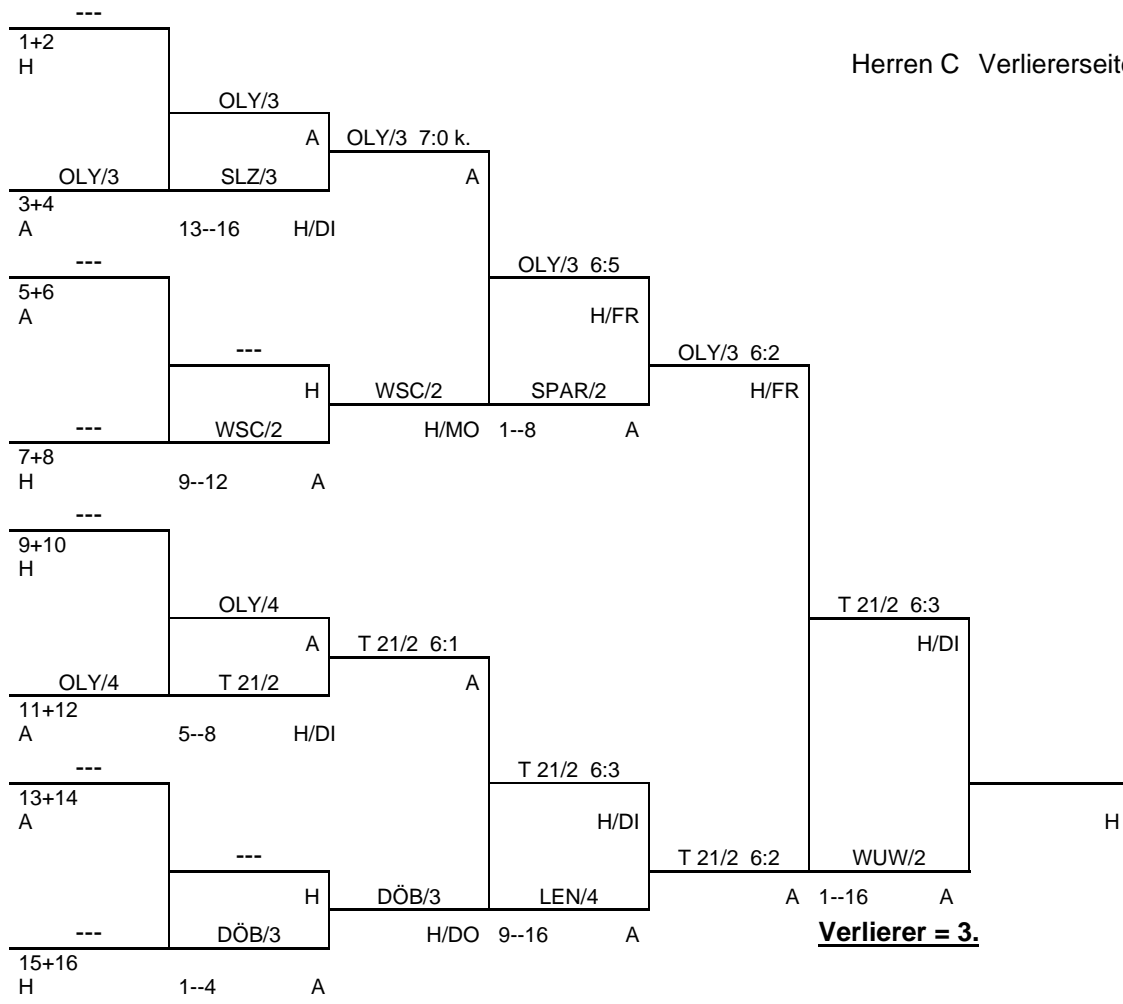 ---
1+2
H
Herren C Verliererseite
OLY/3
A
OLY/3 7:0 k.
OLY/3
SLZ/3
A
3+4
A
13--16
H/DI
---
OLY/3 6:5
5+6
A
H/FR
---
OLY/3 6:2
H
WSC/2
SPAR/2
H/FR
---
WSC/2
H/MO
1--8
A
7+8
H
9--12
A
---
9+10
H
OLY/4
T 21/2 6:3
A
T 21/2 6:1
H/DI
OLY/4
T 21/2
A
11+12
A
5--8
H/DI
---
T 21/2 6:3
13+14
A
H/DI
H
---
T 21/2 6:2
WUW/2
H
DÖB/3
LEN/4
A
1--16
A
---
DÖB/3
H/DO
9--16
A
Verlierer = 3.
15+16
H
1--4
A